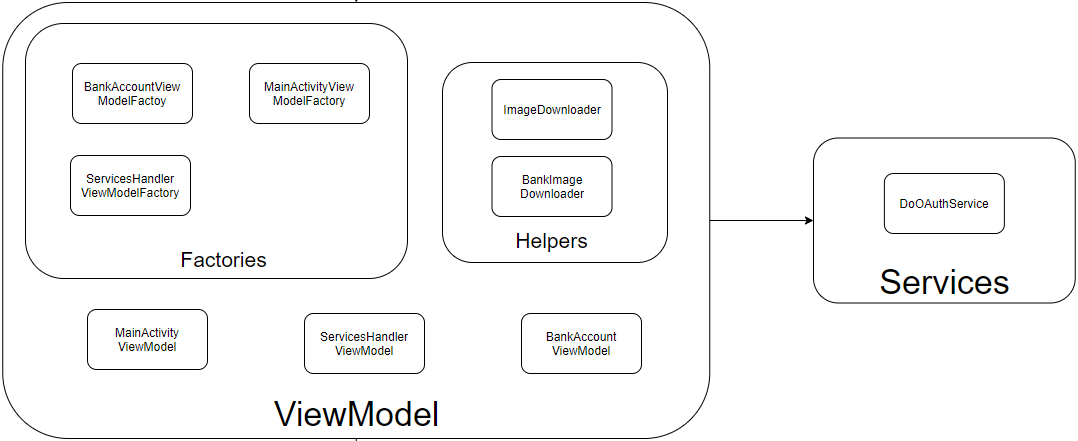 BankAccountView
ModelFactoy
MainActivityView
ModelFactory
ServicesHandler
ViewModelFactory
Factories
ImageDownloader
BankImage
Downloader
Helpers
MainActivity
ViewModel
ServicesHandler
ViewModel
BankAccount
ViewModel
ViewModel
DoOAuthService
Services